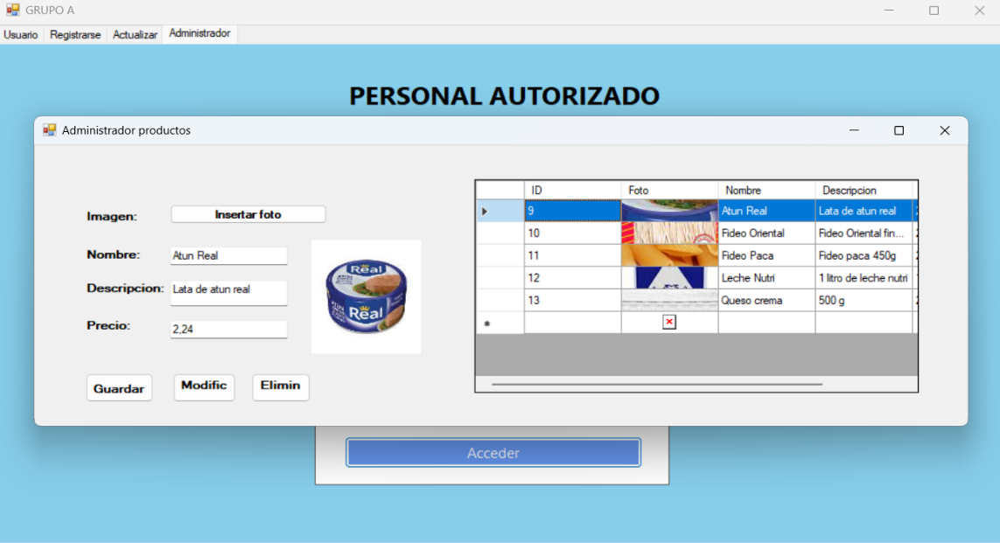 GRUPO A
Usuario Registrarse Actualizar Administrador
PERSONAL AUTORIZADO
Administrador productos
Imagen: Insertar foto
Nombre: Atun Real
Descripcion: Lata de atun real
Precio: 2,24
Real
Real
Guardar Modific Elimin
ID Foto Nombre Descripcion
9 Atun Real Lata de atun real
10 Fideo Oriental Fideo Oriental fin...
11 Fideo Paca Fideo paca 450g
12 Leche Nutri 1 litro de leche nutri
13 Queso crema 500 g
Acceder